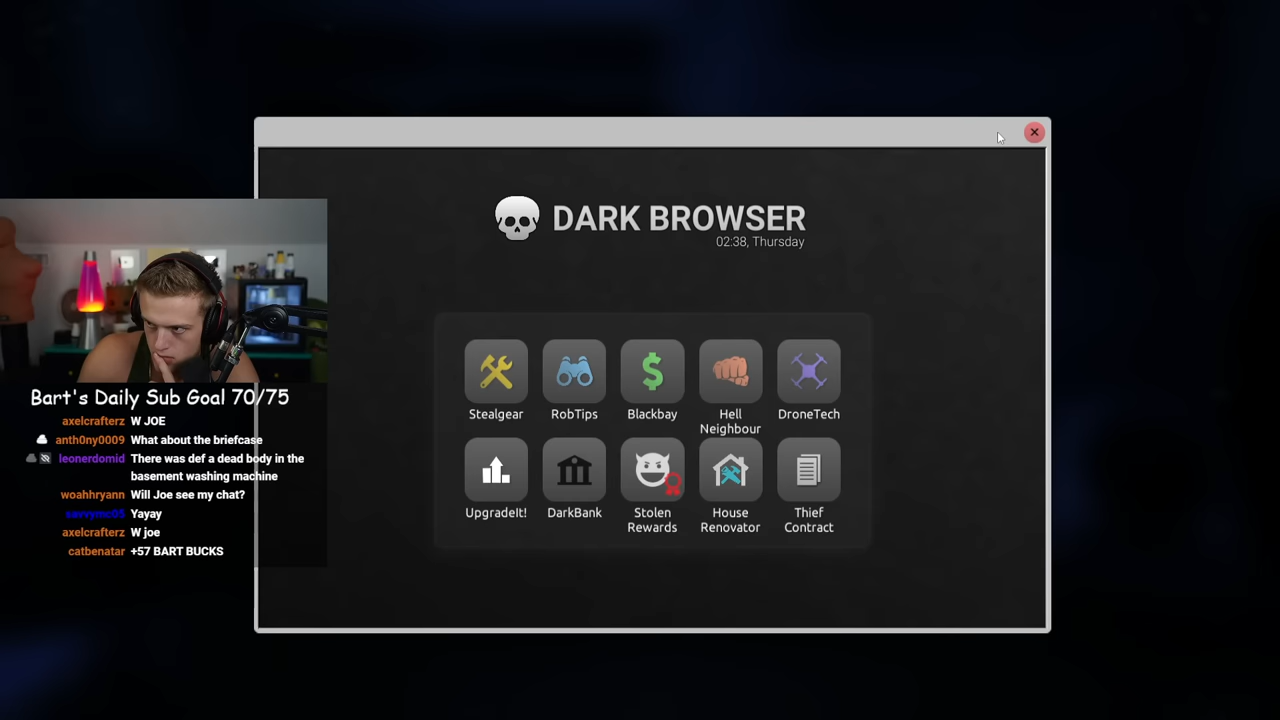 DARK BROWSER
02:38, Thursday
Stealgear
RobTips
Blackbay
Hell
Neighbour
DroneTech
UpgradeIt!
DarkBank
Stolen
Rewards
House
Renovator
Thief
Contract
Bart's Daily Sub Goal 70/75
axelcrafterz W JOE
anth0ny0009 What about the briefcase
leonerdomid There was def a dead body in the
basement washing machine
woahhryann Will Joe see my chat?
Yayay
axelcrafterz W joe
catbenatar +57 BART BUCKS